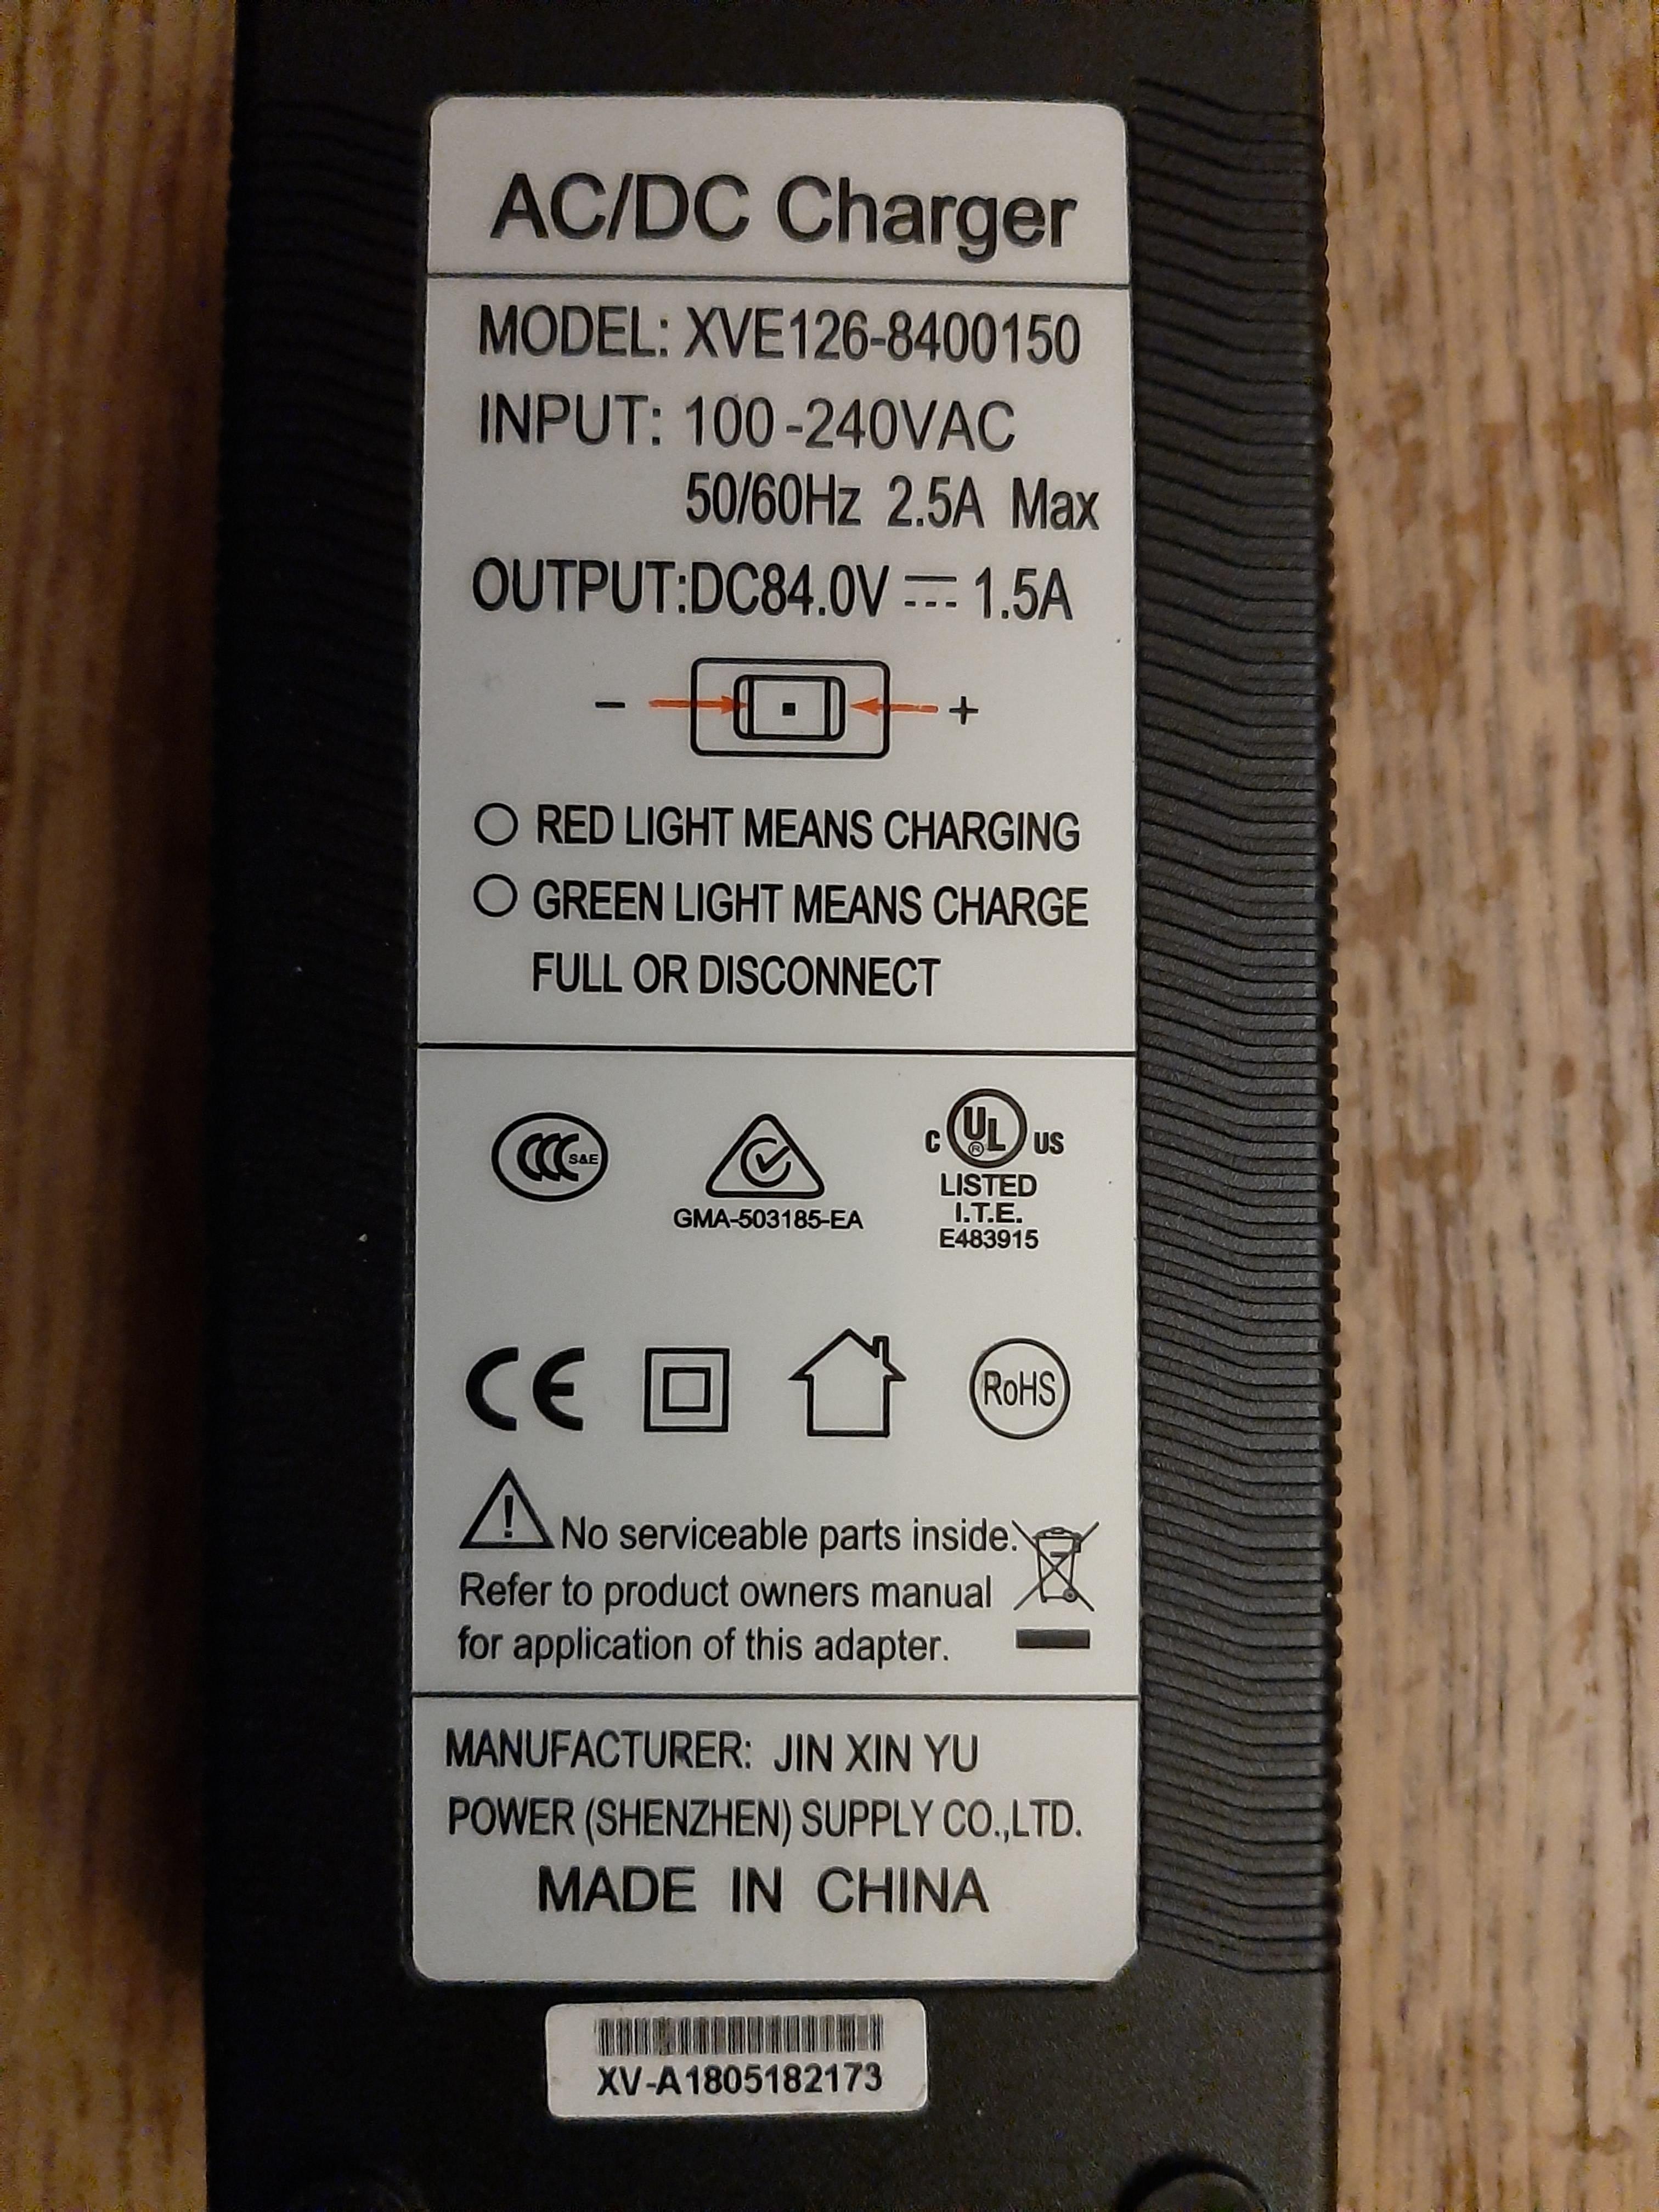 AC/DC Charger
MODEL: XVE126-8400150
INPUT: 100-240VAC
50/60Hz 2.5A Max
OUTPUT:DC84.0V ⎓ 1.5A
− +
RED LIGHT MEANS CHARGING
GREEN LIGHT MEANS CHARGE
FULL OR DISCONNECT
CCC S&E
GMA-503185-EA
C UL ® US
LISTED
I.T.E.
E483915
CE
RoHS
! No serviceable parts inside.
Refer to product owners manual
for application of this adapter.
MANUFACTURER: JIN XIN YU
POWER (SHENZHEN) SUPPLY CO.,LTD.
MADE IN CHINA
XV-A1805182173